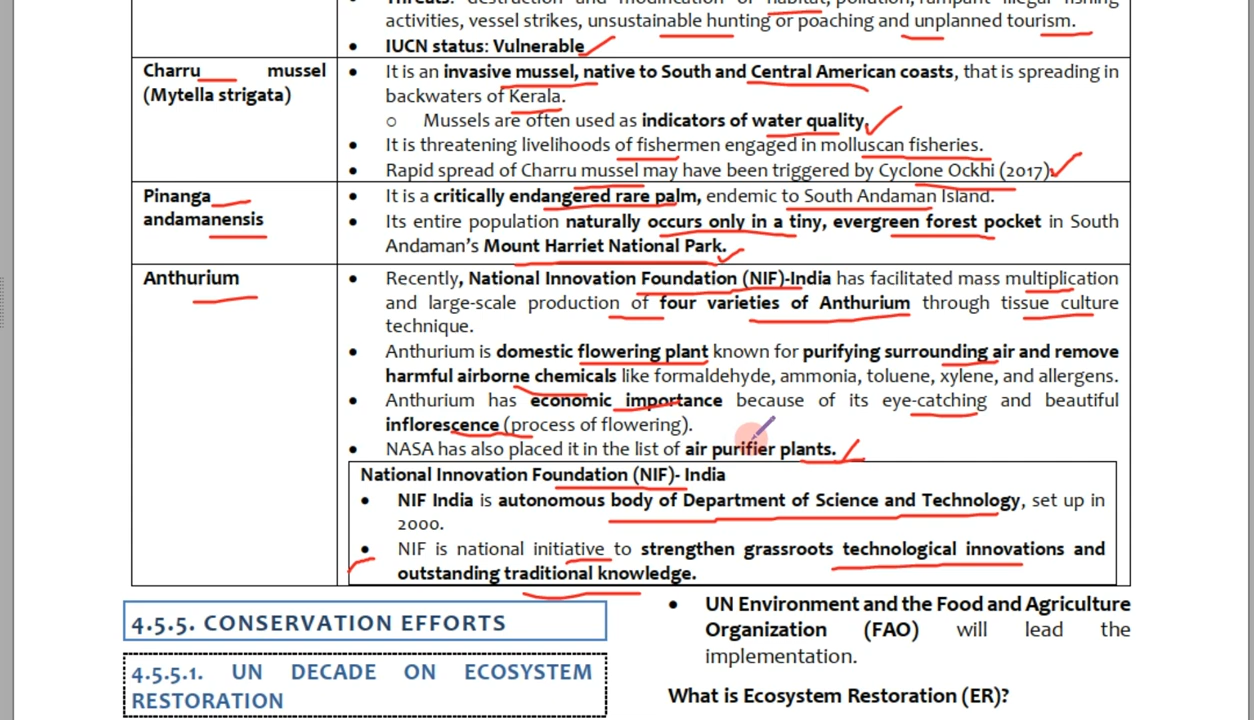 Threats: destruction and modification of habitat, pollution, rampant illegal fishing
activities, vessel strikes, unsustainable hunting or poaching and unplanned tourism.
• IUCN status: Vulnerable
Charru mussel
(Mytella strigata)
• It is an invasive mussel, native to South and Central American coasts, that is spreading in
backwaters of Kerala.
o Mussels are often used as indicators of water quality.
• It is threatening livelihoods of fishermen engaged in molluscan fisheries.
• Rapid spread of Charru mussel may have been triggered by Cyclone Ockhi (2017).
Pinanga
andamanensis
• It is a critically endangered rare palm, endemic to South Andaman Island.
• Its entire population naturally occurs only in a tiny, evergreen forest pocket in South
Andaman's Mount Harriet National Park.
Anthurium
• Recently, National Innovation Foundation (NIF)-India has facilitated mass multiplication
and large-scale production of four varieties of Anthurium through tissue culture
technique.
• Anthurium is domestic flowering plant known for purifying surrounding air and remove
harmful airborne chemicals like formaldehyde, ammonia, toluene, xylene, and allergens.
• Anthurium has economic importance because of its eye-catching and beautiful
inflorescence (process of flowering).
• NASA has also placed it in the list of air purifier plants.
National Innovation Foundation (NIF)- India
• NIF India is autonomous body of Department of Science and Technology, set up in
2000.
• NIF is national initiative to strengthen grassroots technological innovations and
outstanding traditional knowledge.
4.5.5. CONSERVATION EFFORTS
4.5.5.1. UN DECADE ON ECOSYSTEM
RESTORATION
• UN Environment and the Food and Agriculture
Organization (FAO) will lead the
implementation.
What is Ecosystem Restoration (ER)?